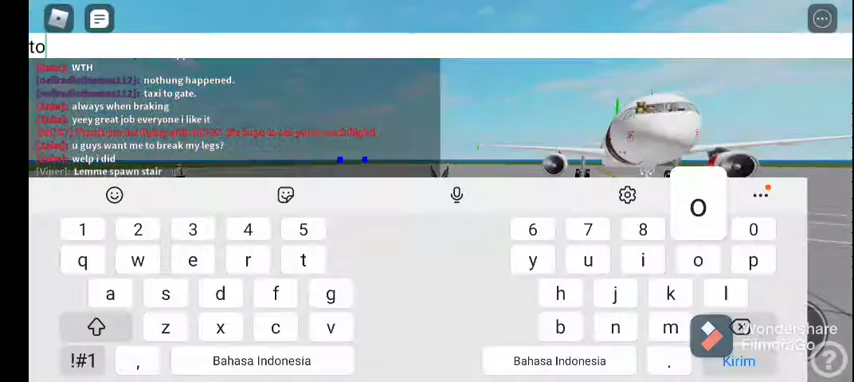 to
WTH
nothung happened.
taxi to gate.
always when braking
yeey great job everyone i like it
u guys want me to break my legs?
welp i did
[Viper]: Lemme spawn stair
o
1 2 3 4 5 6 7 8 0
q w e r t y u i o p
a s d f g h j k l
z x c v b n m
!#1 , Bahasa Indonesia Bahasa Indonesia . Kirim
Wondershare
FilmoraGo